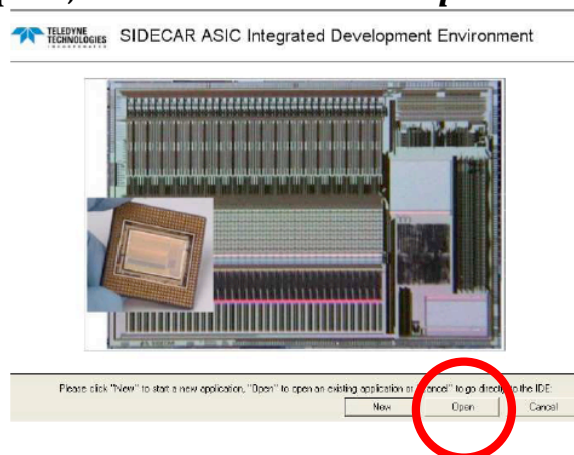 TELEDYNE
TECHNOLOGIES
INCORPORATED
SIDECAR ASIC Integrated Development Environment
Please click "New" to start a new application, "Open" to open an existing application or "Cancel" to go directly to the IDE:
New
Open
Cancel